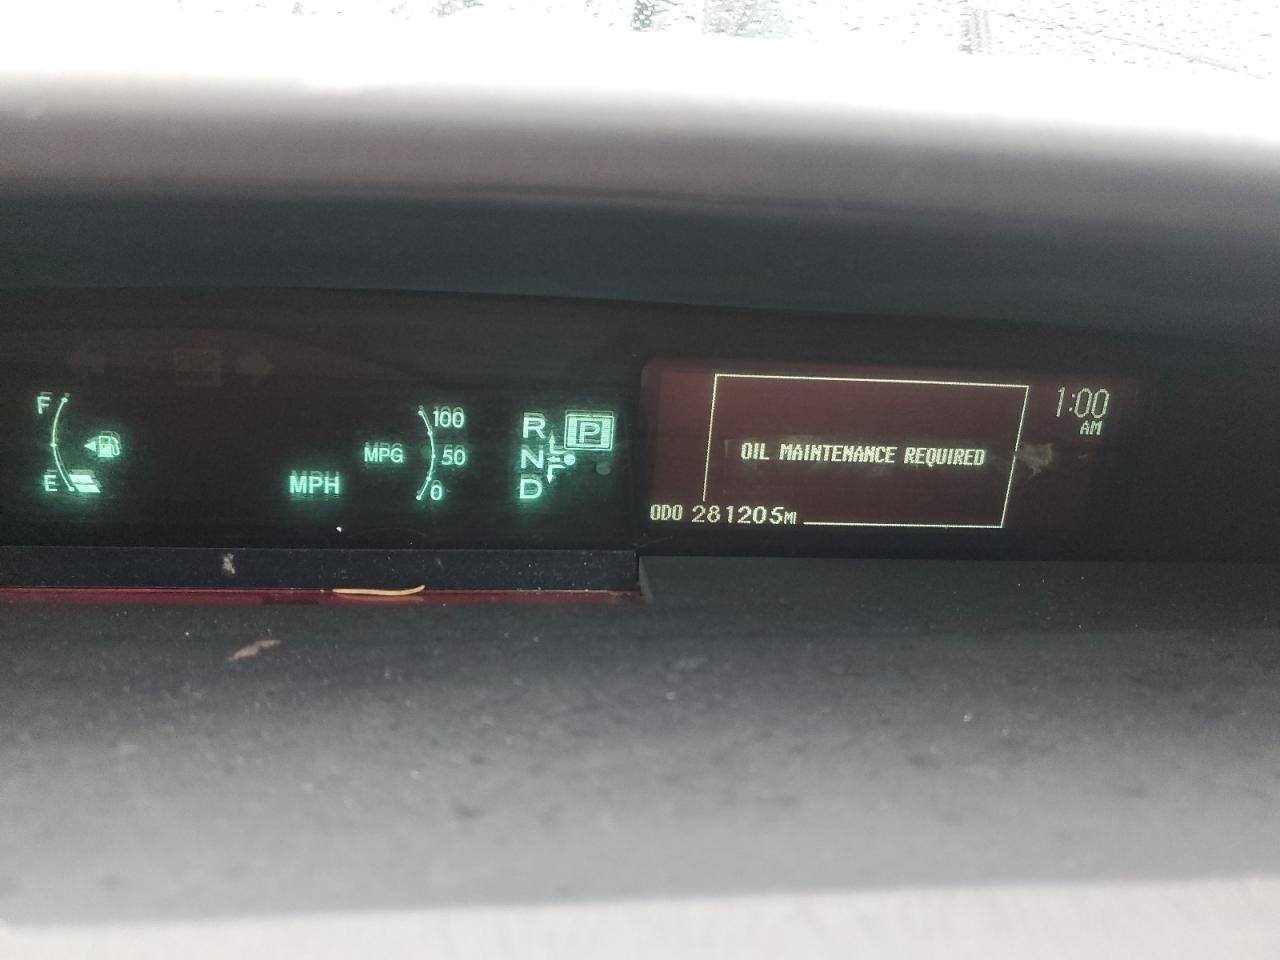 F
E
MPH
MPG
100
50
0
R
N
D
P
OIL MAINTENANCE REQUIRED
1:00
AM
ODO 281205MI